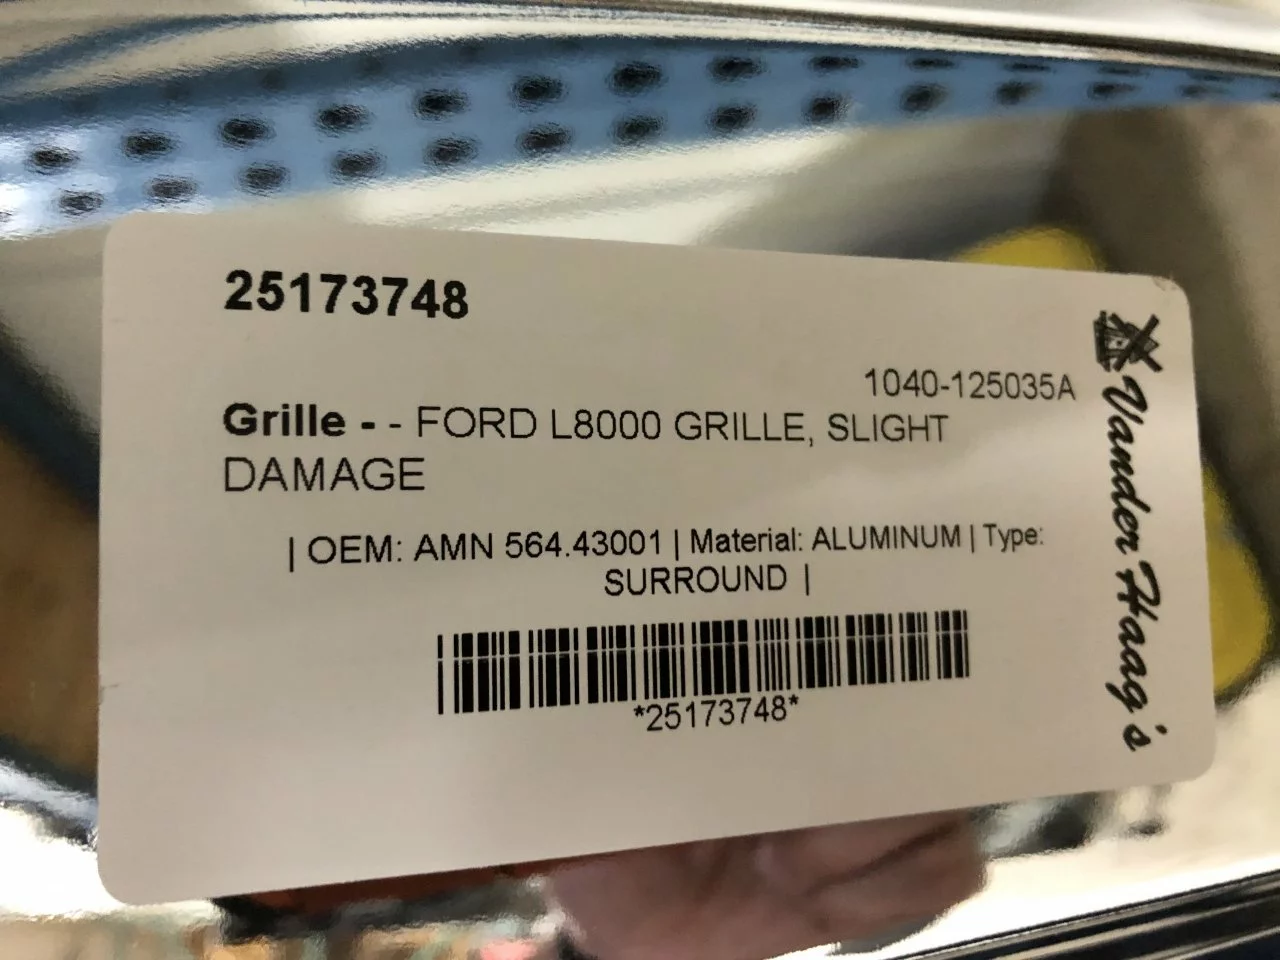 25173748
1040-125035A
Grille - - FORD L8000 GRILLE, SLIGHT
DAMAGE
| OEM: AMN 564.43001 | Material: ALUMINUM | Type:
SURROUND |
*25173748*
Vander Haag's